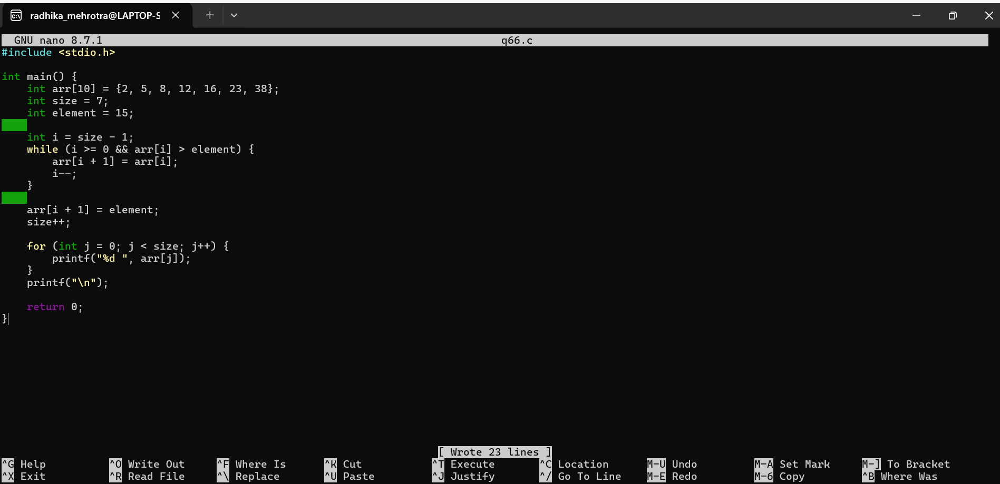 radhika_mehrotra@LAPTOP-S
GNU nano 8.7.1 q66.c
#include <stdio.h>
int main() {
    int arr[10] = {2, 5, 8, 12, 16, 23, 38};
    int size = 7;
    int element = 15;
    int i = size - 1;
    while (i >= 0 && arr[i] > element) {
        arr[i + 1] = arr[i];
        i--;
    }
    arr[i + 1] = element;
    size++;
    for (int j = 0; j < size; j++) {
        printf("%d ", arr[j]);
    }
    printf("\n");
    return 0;
}
[ Wrote 23 lines ]
^G Help ^O Write Out ^F Where Is ^K Cut ^T Execute ^C Location M-U Undo M-A Set Mark M-] To Bracket
^X Exit ^R Read File ^\ Replace ^U Paste ^J Justify ^/ Go To Line M-E Redo M-6 Copy ^B Where Was